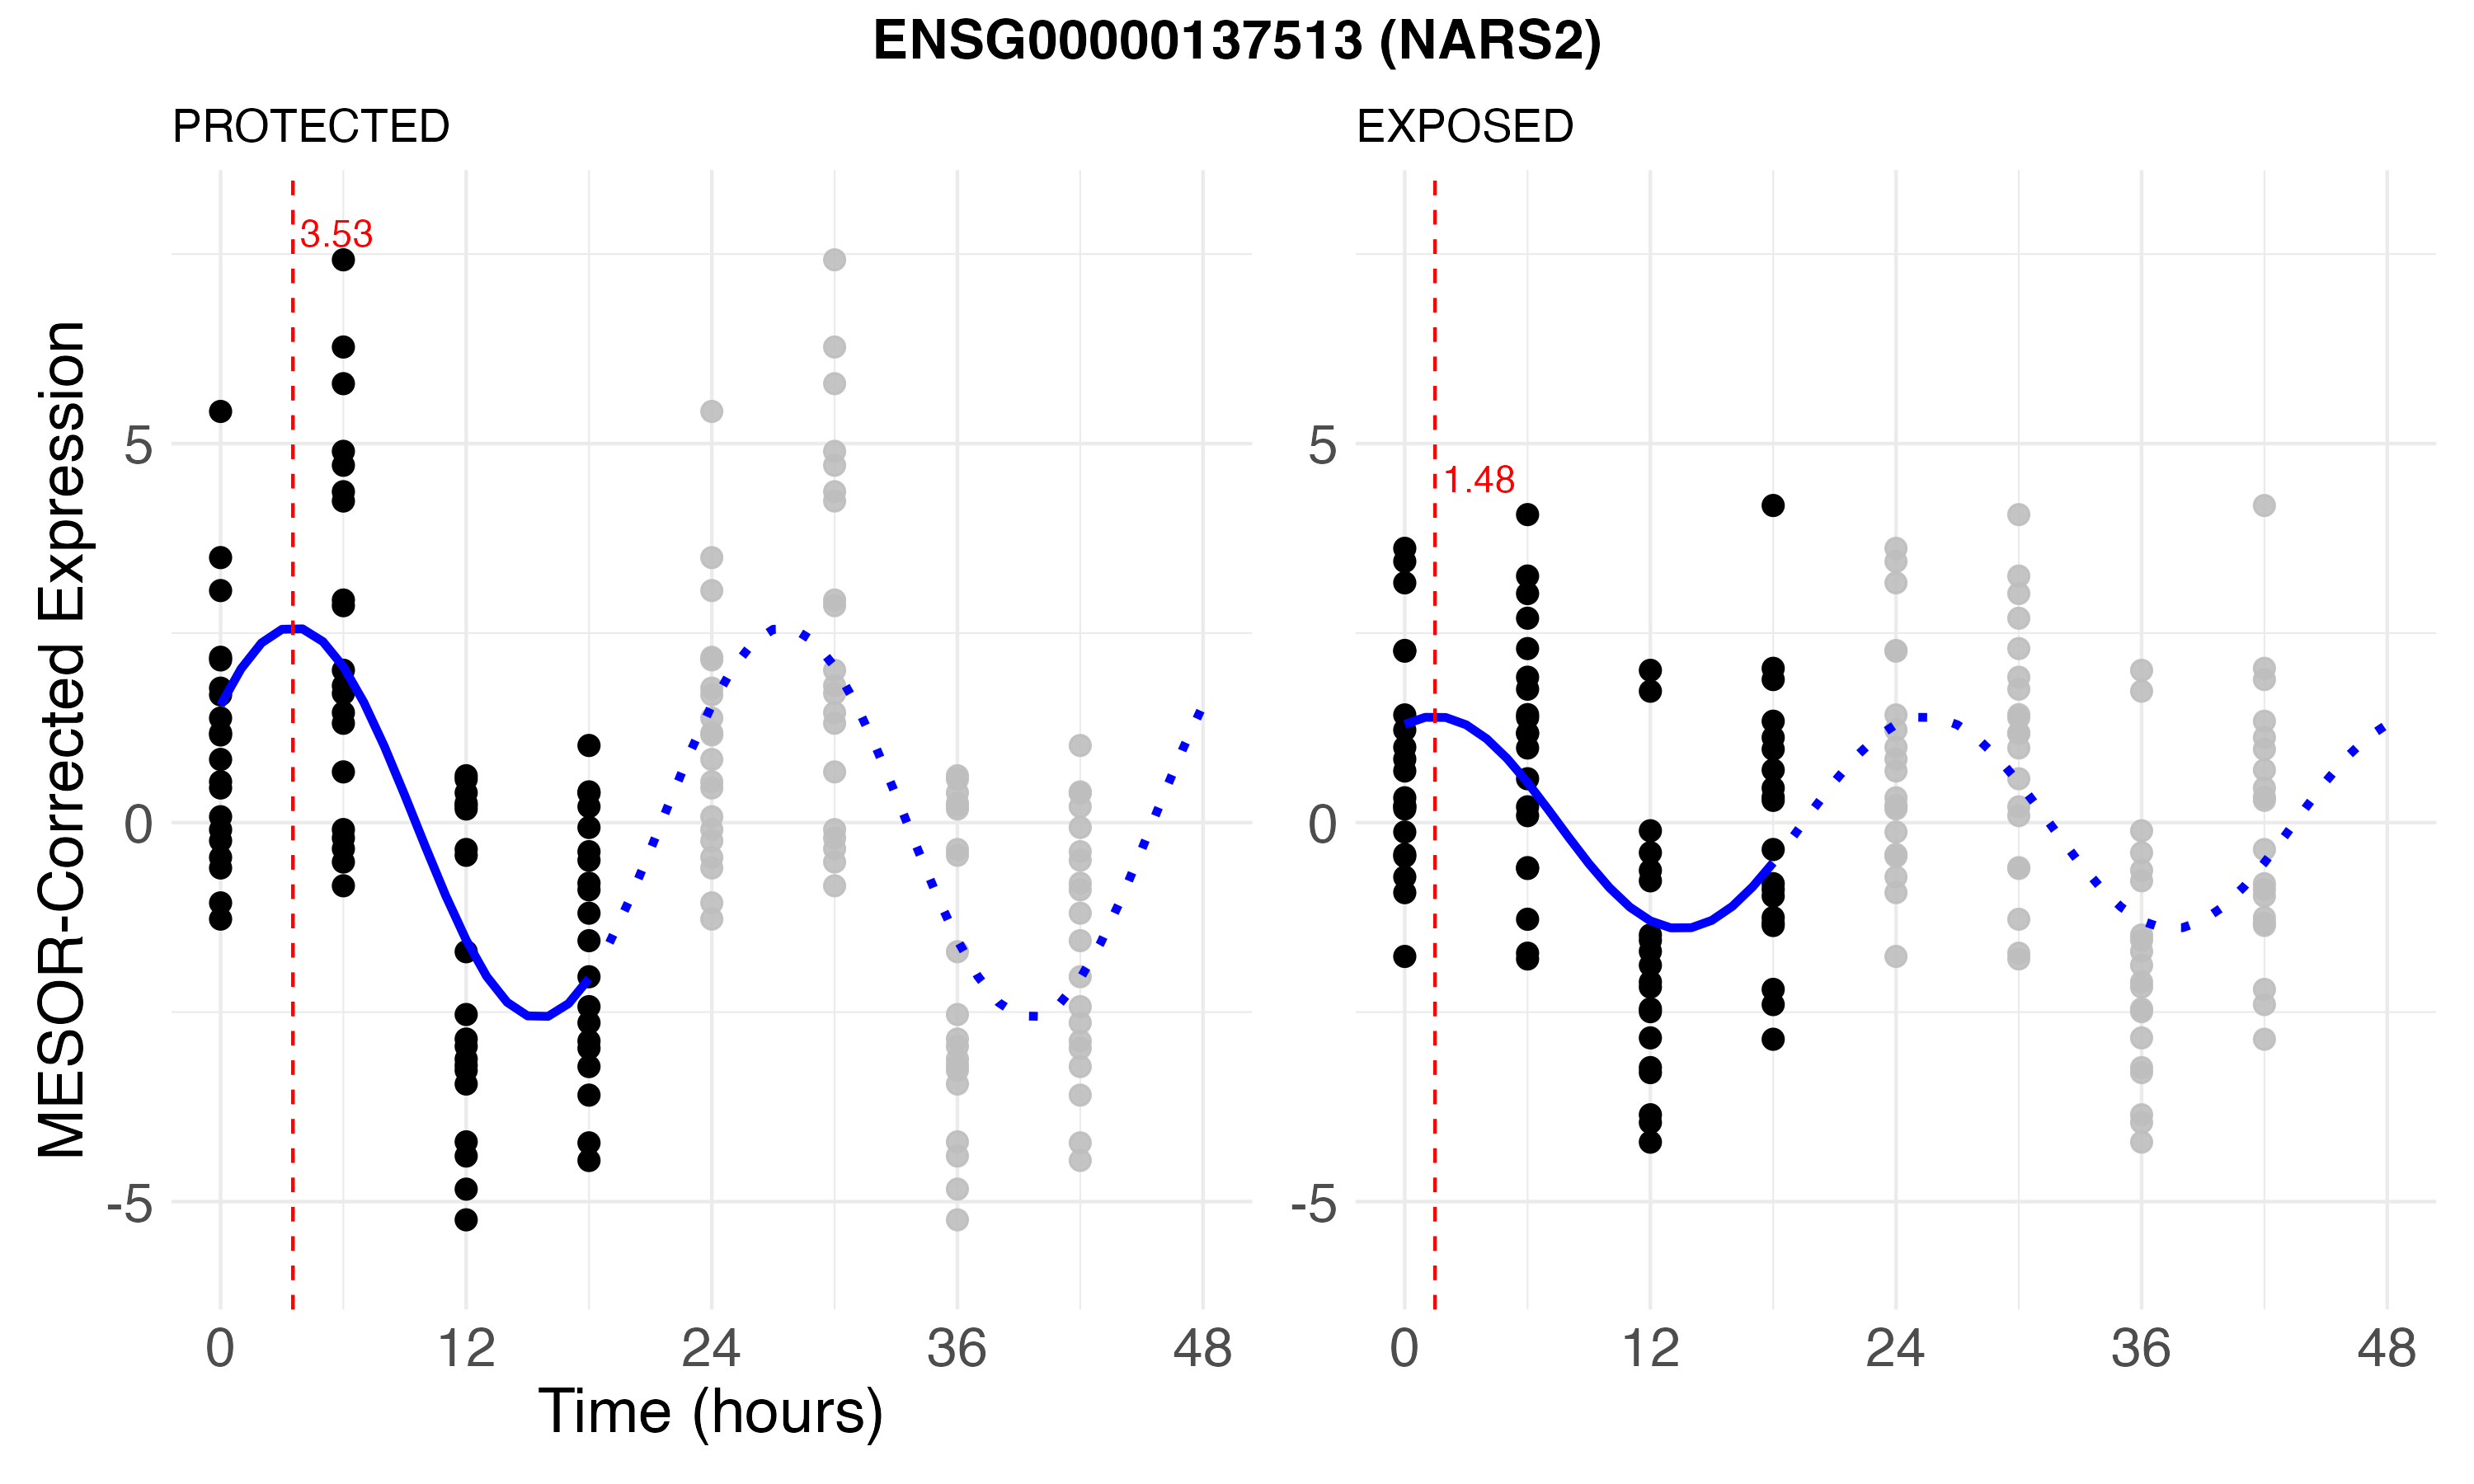 ENSG00000137513 (NARS2)
PROTECTED
EXPOSED
3.53
1.48
MESOR-Corrected Expression
5
0
-5
5
0
-5
0 12 24 36 48
0 12 24 36 48
Time (hours)